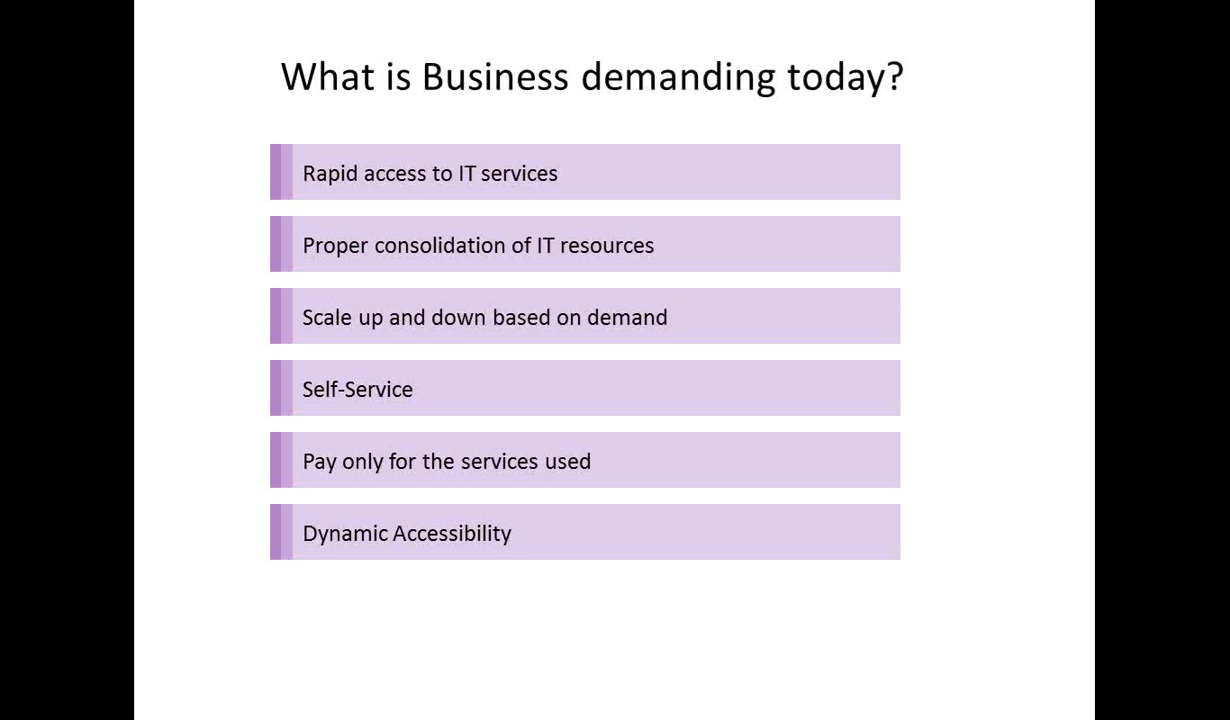 What is Business demanding today?
Rapid access to IT services
Proper consolidation of IT resources
Scale up and down based on demand
Self-Service
Pay only for the services used
Dynamic Accessibility